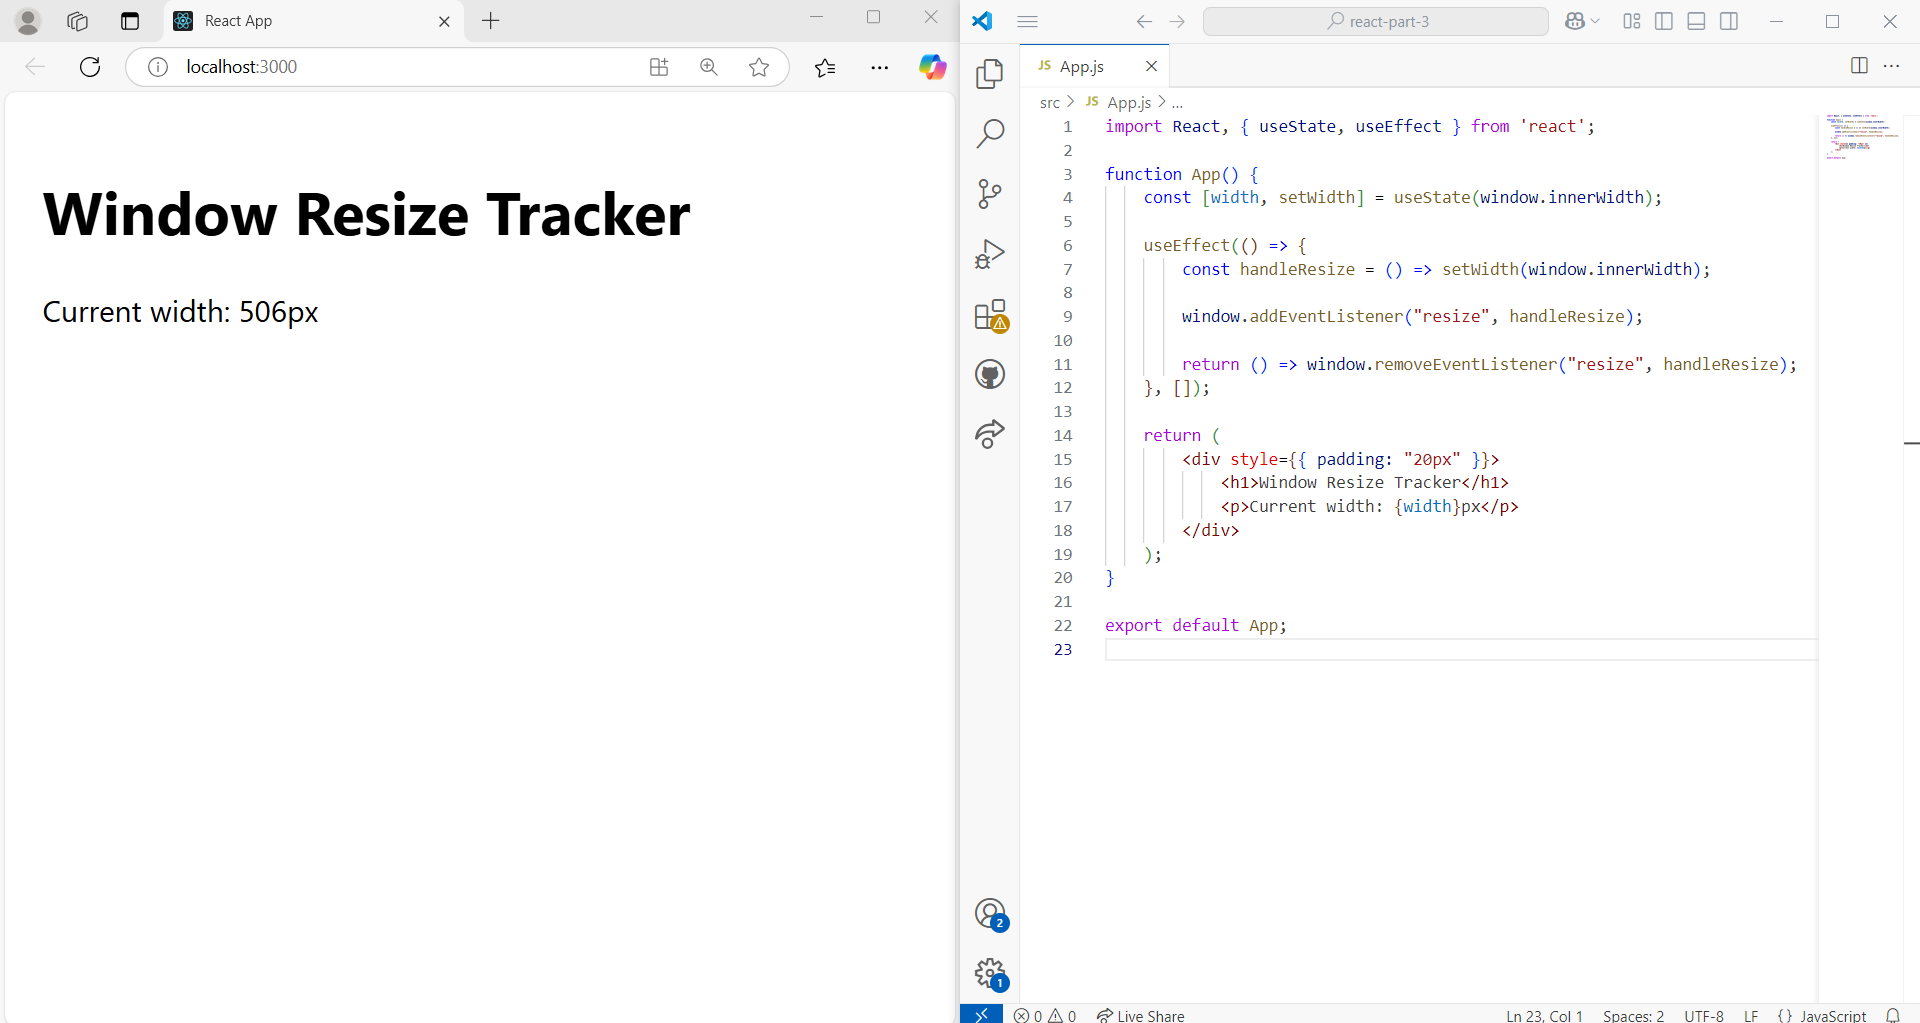 React App
localhost:3000
Window Resize Tracker
Current width: 506px
react-part-3
JS App.js
src > JS App.js > ...
1 import React, { useState, useEffect } from 'react';
2
3 function App() {
4 const [width, setWidth] = useState(window.innerWidth);
5
6 useEffect(() => {
7 const handleResize = () => setWidth(window.innerWidth);
8
9 window.addEventListener("resize", handleResize);
10
11 return () => window.removeEventListener("resize", handleResize);
12 }, []);
13
14 return (
15 <div style={{ padding: "20px" }}>
16 <h1>Window Resize Tracker</h1>
17 <p>Current width: {width}px</p>
18 </div>
19 );
20 }
21
22 export default App;
23
2
1
0 0 Live Share Ln 23, Col 1 Spaces: 2 UTF-8 LF {} JavaScript